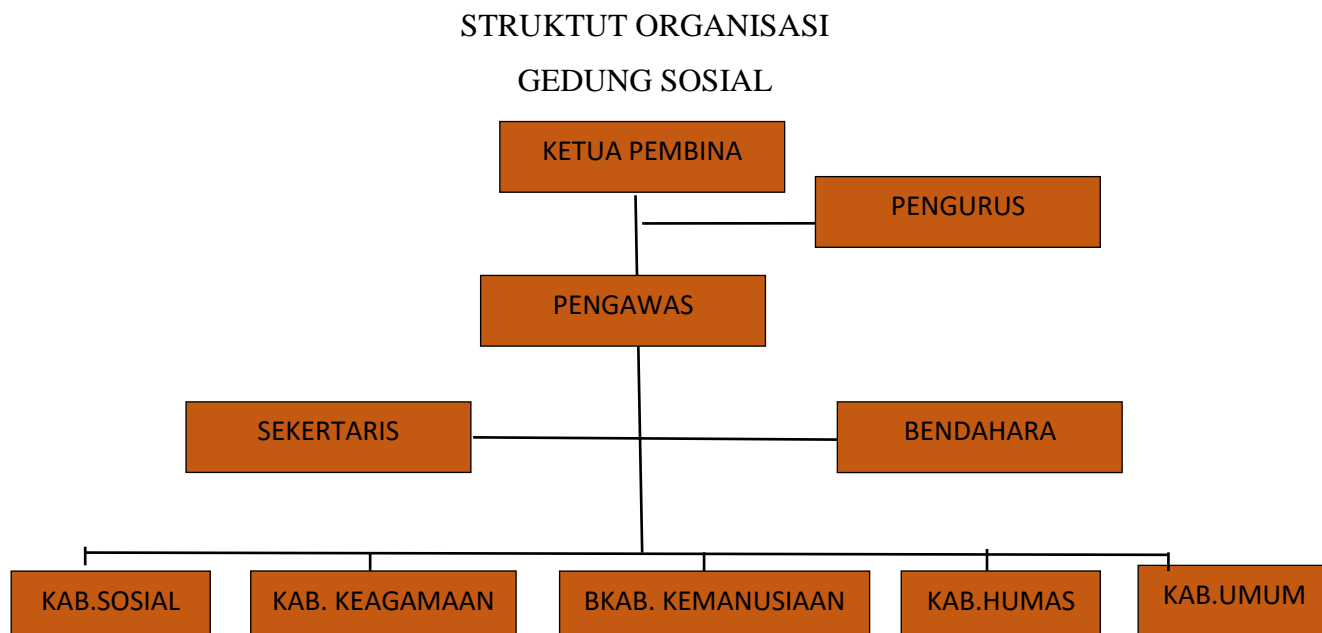 STRUKTUT ORGANISASI
GEDUNG SOSIAL
KETUA PEMBINA
PENGURUS
PENGAWAS
SEKERTARIS
BENDAHARA
KAB.SOSIAL
KAB. KEAGAMAAN
BKAB. KEMANUSIAAN
KAB.HUMAS
KAB.UMUM